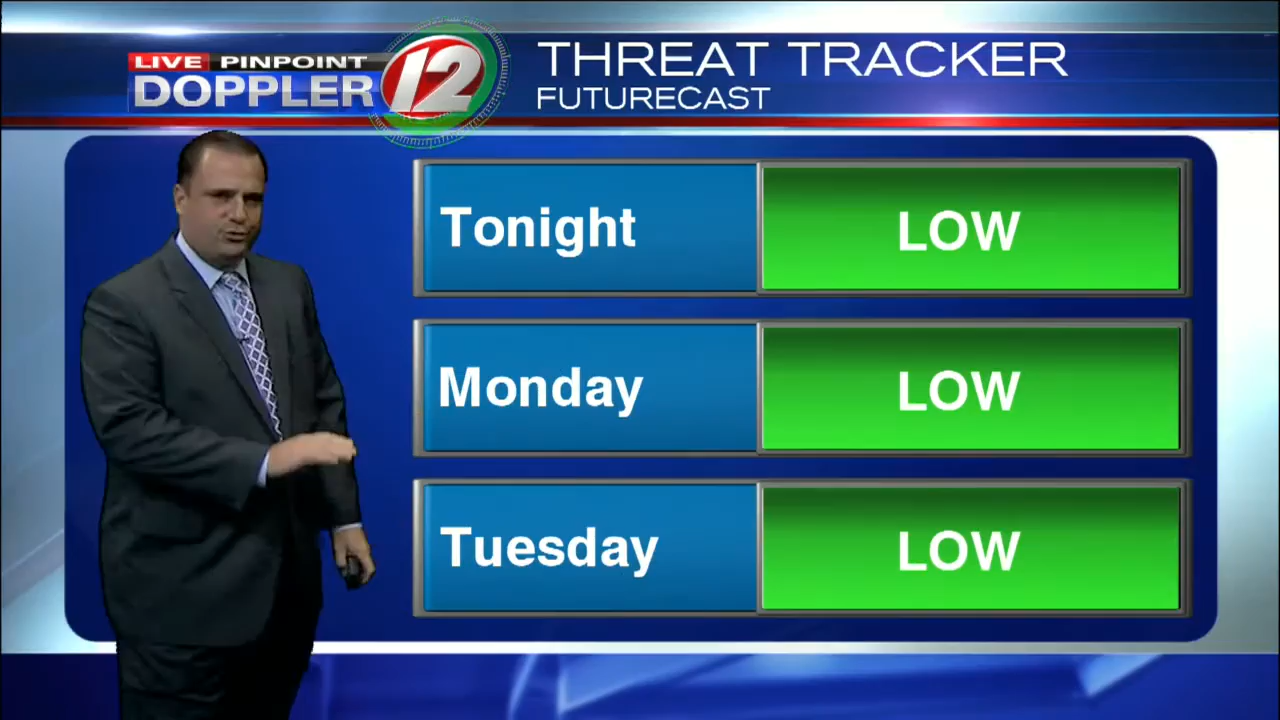 LIVE PINPOINT
DOPPLER 12
THREAT TRACKER
FUTURECAST
Tonight LOW
Monday LOW
Tuesday LOW